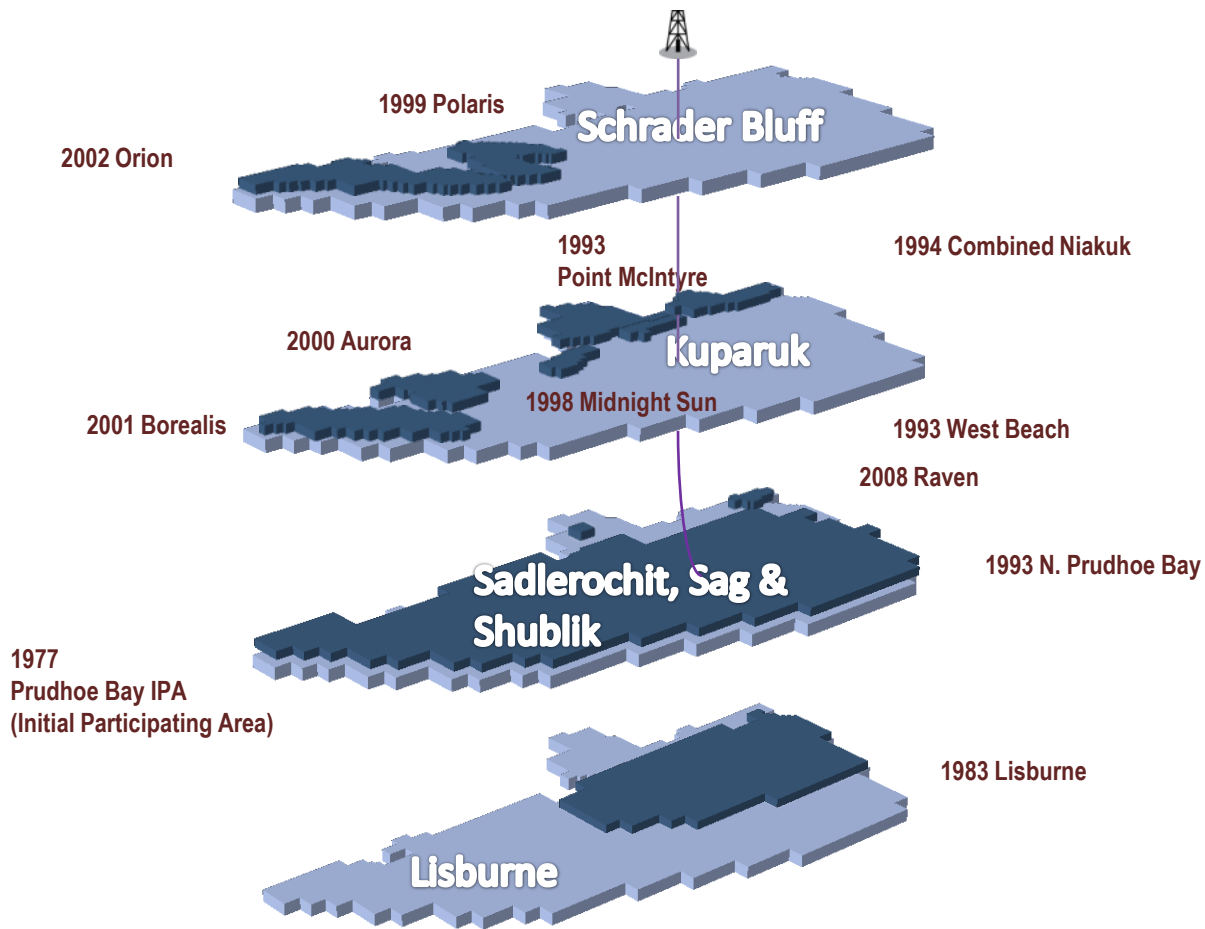 1999 Polaris
Schrader Bluff
2002 Orion
1993
Point McIntyre
1994 Combined Niakuk
2000 Aurora
Kuparuk
1998 Midnight Sun
2001 Borealis
1993 West Beach
2008 Raven
Sadlerochit, Sag &
Shublik
1993 N. Prudhoe Bay
1977
Prudhoe Bay IPA
(Initial Participating Area)
1983 Lisburne
Lisburne